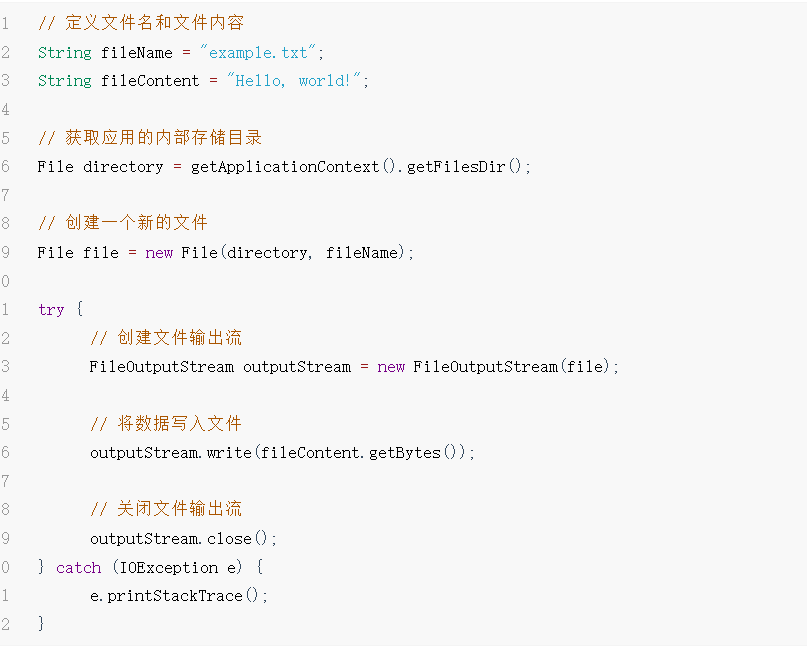 1 // 定义文件名和文件内容
2 String fileName = "example.txt";
3 String fileContent = "Hello, world!";
4
5 // 获取应用的内部存储目录
6 File directory = getApplicationContext().getFilesDir();
7
8 // 创建一个新的文件
9 File file = new File(directory, fileName);
0
1 try {
2 // 创建文件输出流
3 FileOutputStream outputStream = new FileOutputStream(file);
4
5 // 将数据写入文件
6 outputStream.write(fileContent.getBytes());
7
8 // 关闭文件输出流
9 outputStream.close();
0 } catch (IOException e) {
1 e.printStackTrace();
2 }